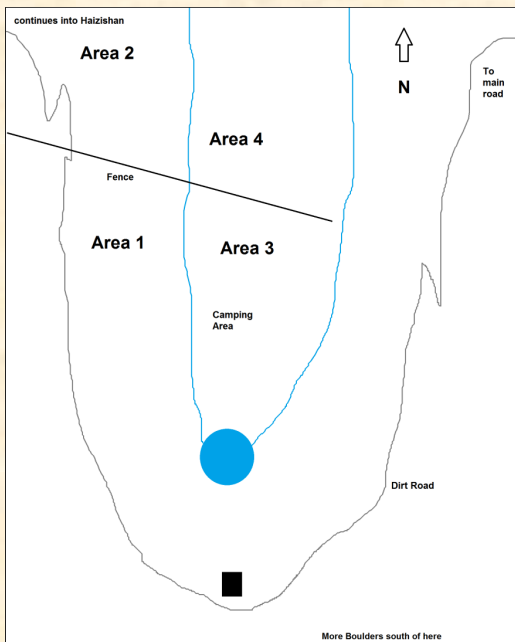 continues into Haizishan
Area 2
N
To
main
road
Area 4
Fence
Area 1
Area 3
Camping
Area
Dirt Road
More Boulders south of here